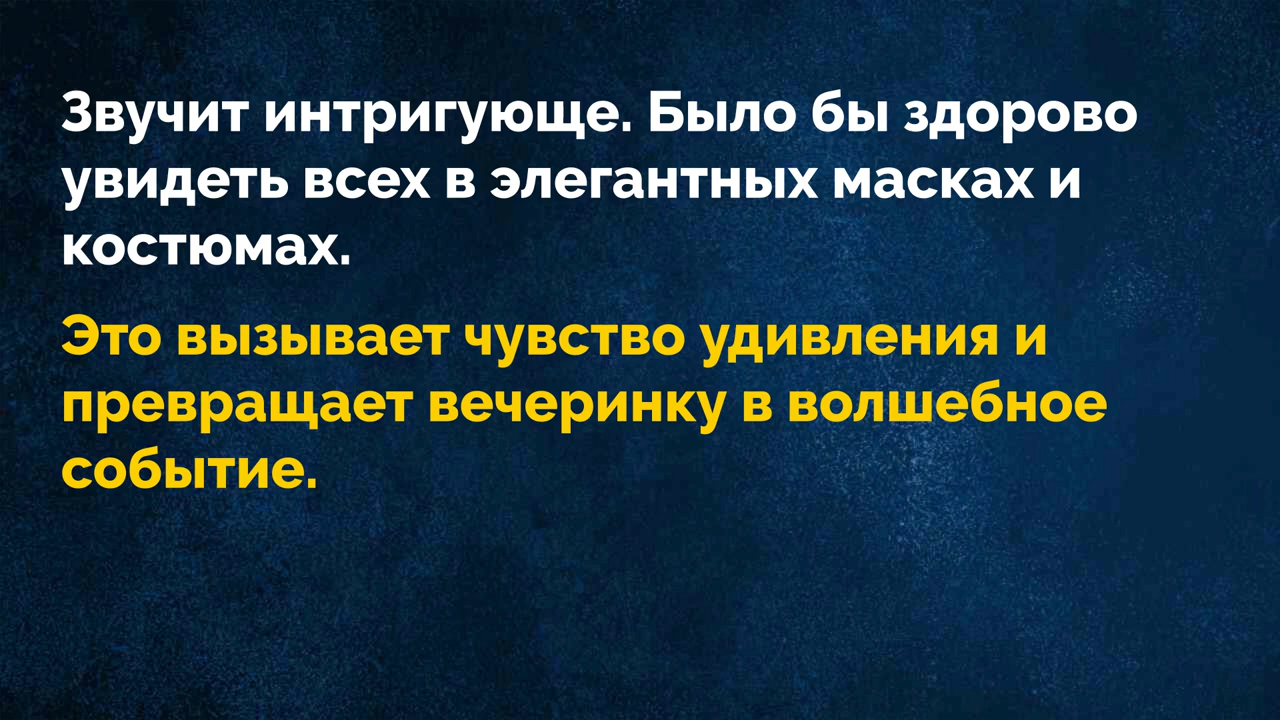 Звучит интригующе. Было бы здорово
увидеть всех в элегантных масках и
костюмах.
Это вызывает чувство удивления и
превращает вечеринку в волшебное
событие.